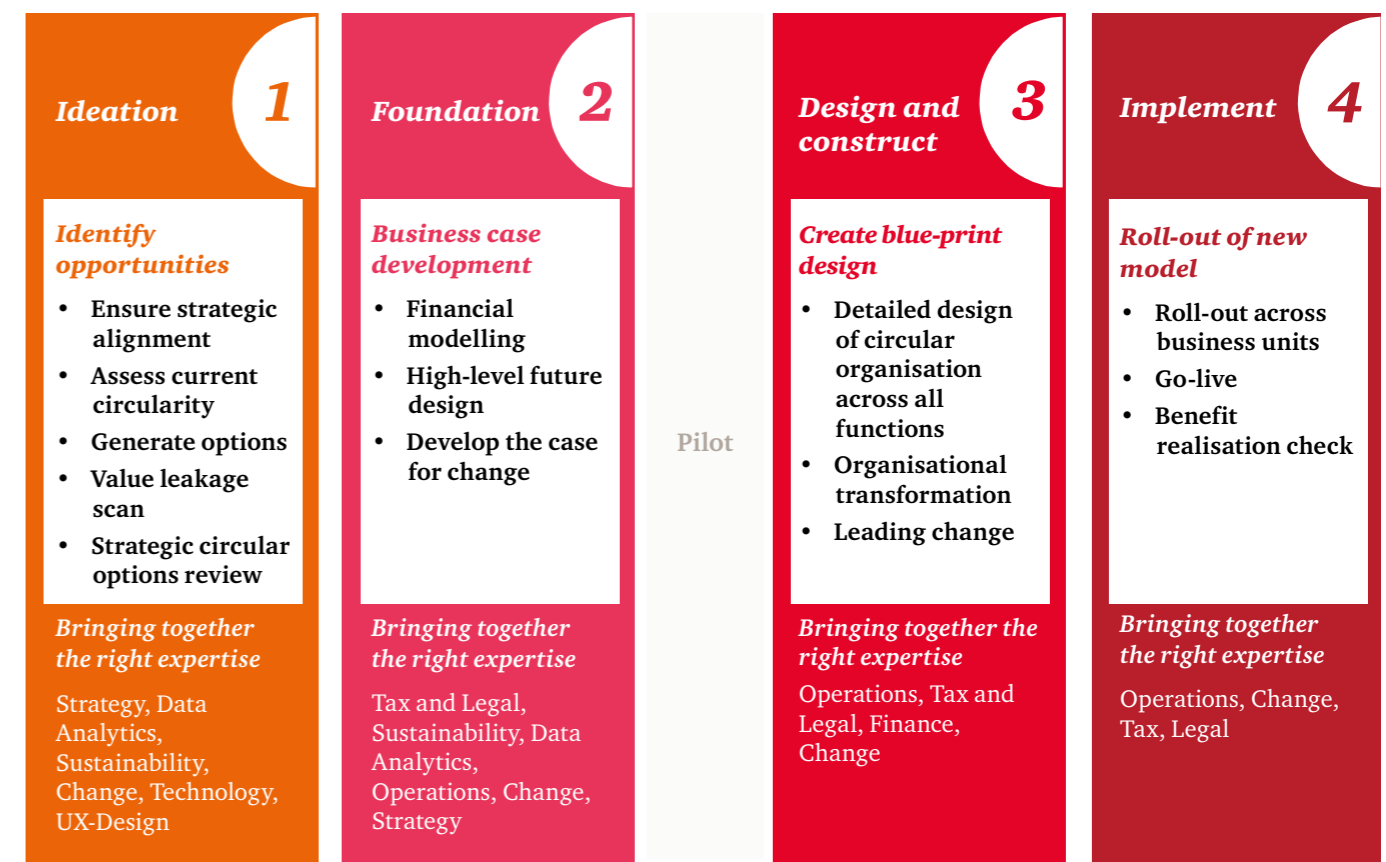 Ideation
1
Identify
opportunities
• Ensure strategic
alignment
• Assess current
circularity
• Generate options
• Value leakage
scan
• Strategic circular
options review
Bringing together
the right expertise
Strategy, Data
Analytics,
Sustainability,
Change, Technology,
UX-Design
Foundation
2
Business case
development
• Financial
modelling
• High-level future
design
• Develop the case
for change
Bringing together
the right expertise
Tax and Legal,
Sustainability, Data
Analytics,
Operations, Change,
Strategy
Pilot
Design and
construct
3
Create blue-print
design
• Detailed design
of circular
organisation
across all
functions
• Organisational
transformation
• Leading change
Bringing together the
right expertise
Operations, Tax and
Legal, Finance,
Change
Implement
4
Roll-out of new
model
• Roll-out across
business units
• Go-live
• Benefit
realisation check
Bringing together
the right expertise
Operations, Change,
Tax, Legal